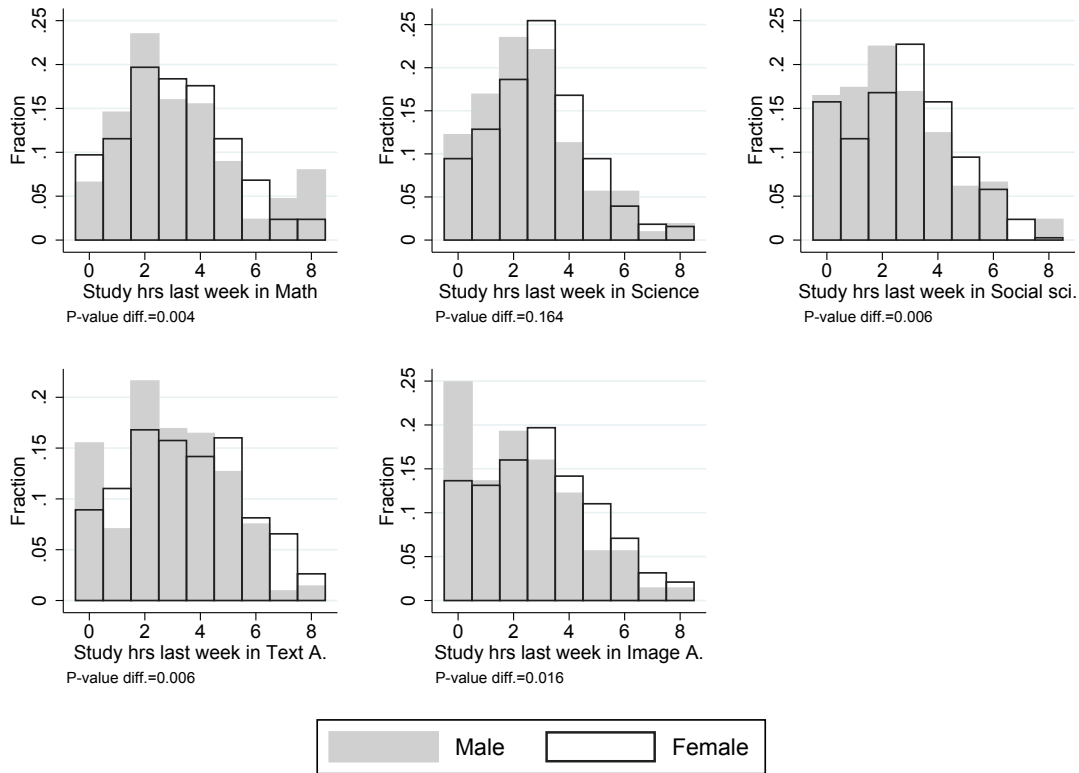 .25
.2
.15
.1
.05
0
Fraction
0 2 4 6 8
Study hrs last week in Math
P-value diff.=0.004
.25
.2
.15
.1
.05
0
Fraction
0 2 4 6 8
Study hrs last week in Science
P-value diff.=0.164
.25
.2
.15
.1
.05
0
Fraction
0 2 4 6 8
Study hrs last week in Social sci.
P-value diff.=0.006
.2
.15
.1
.05
0
Fraction
0 2 4 6 8
Study hrs last week in Text A.
P-value diff.=0.006
.25
.2
.15
.1
.05
0
Fraction
0 2 4 6 8
Study hrs last week in Image A.
P-value diff.=0.016
Male Female